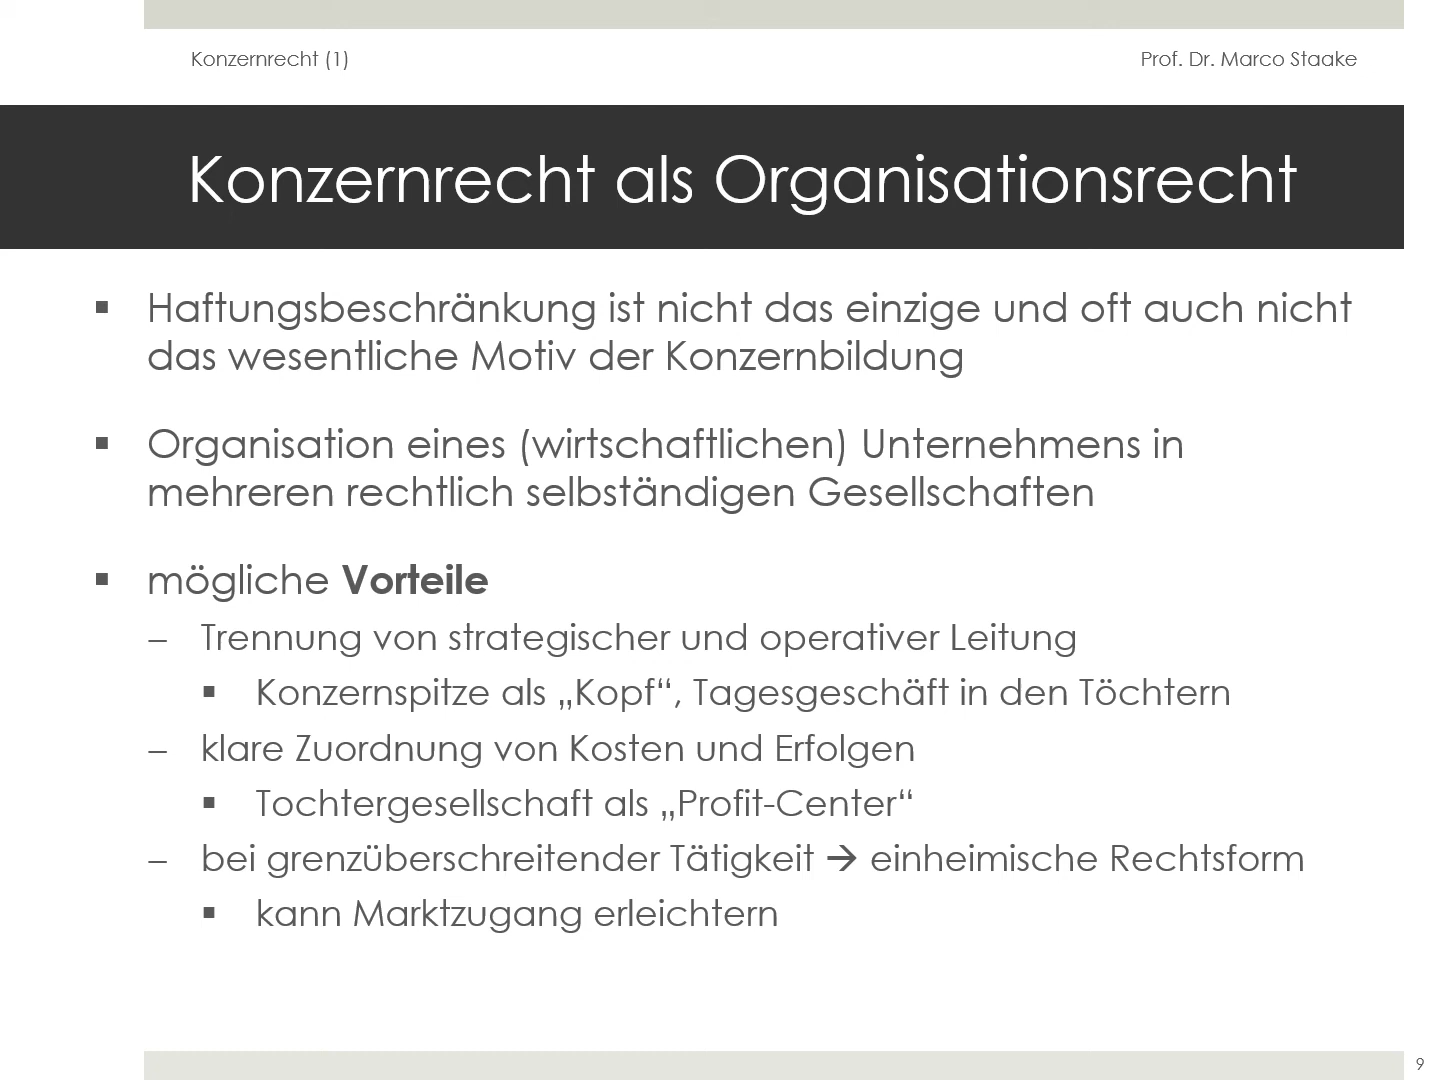 Konzernrecht (1)
Prof. Dr. Marco Staake
Konzernrecht als Organisationsrecht
▪ Haftungsbeschränkung ist nicht das einzige und oft auch nicht
das wesentliche Motiv der Konzernbildung
▪ Organisation eines (wirtschaftlichen) Unternehmens in
mehreren rechtlich selbständigen Gesellschaften
▪ mögliche Vorteile
– Trennung von strategischer und operativer Leitung
▪ Konzernspitze als „Kopf“, Tagesgeschäft in den Töchtern
– klare Zuordnung von Kosten und Erfolgen
▪ Tochtergesellschaft als „Profit-Center“
– bei grenzüberschreitender Tätigkeit → einheimische Rechtsform
▪ kann Marktzugang erleichtern
9